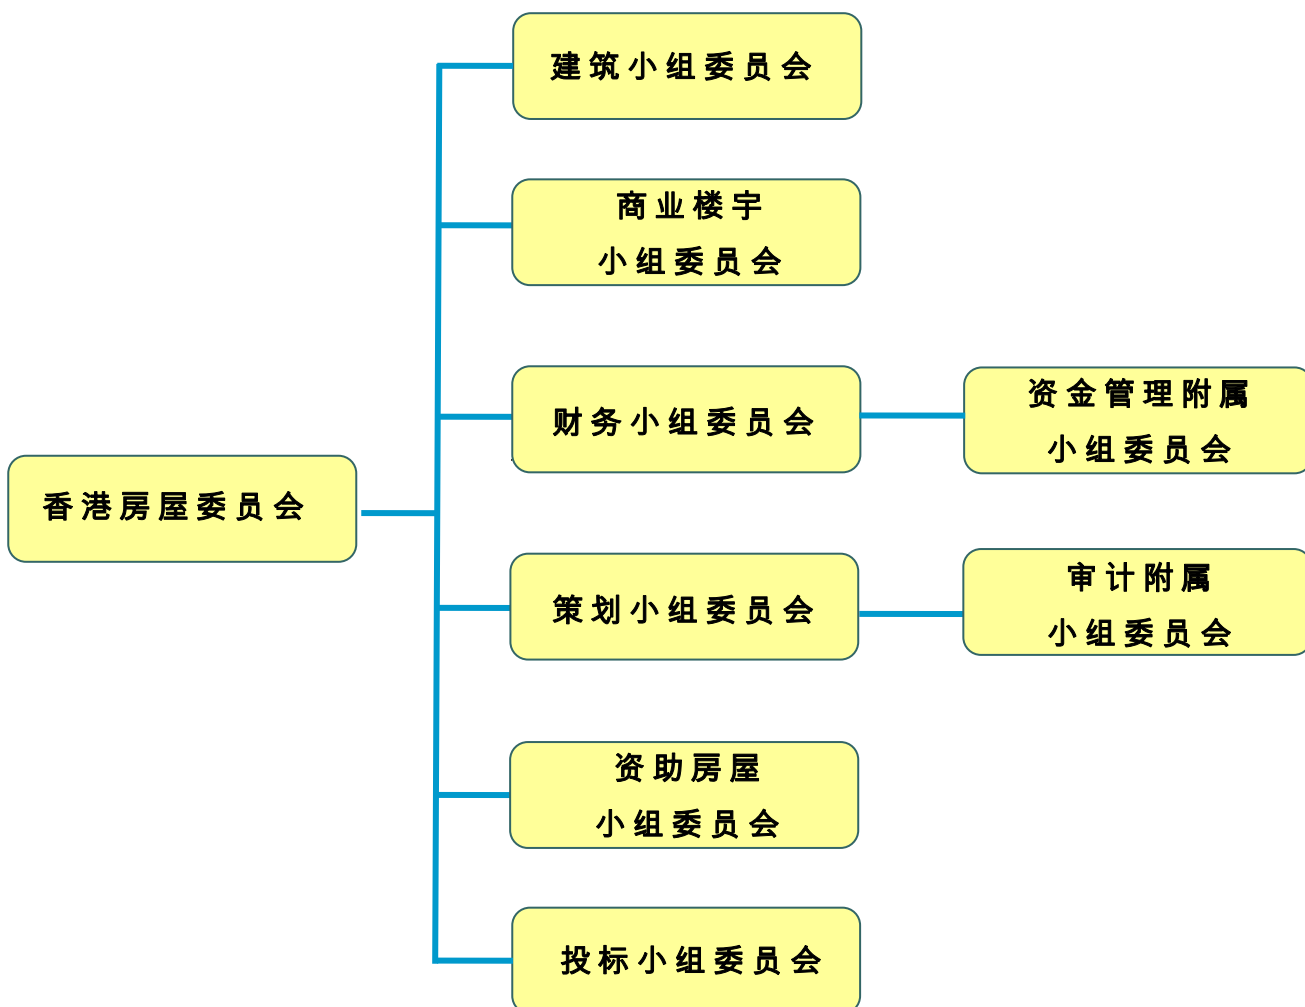 建筑小组委员会
商业楼宇
小组委员会
财务小组委员会
资金管理附属
小组委员会
香港房屋委员会
策划小组委员会
审计附属
小组委员会
资助房屋
小组委员会
投标小组委员会